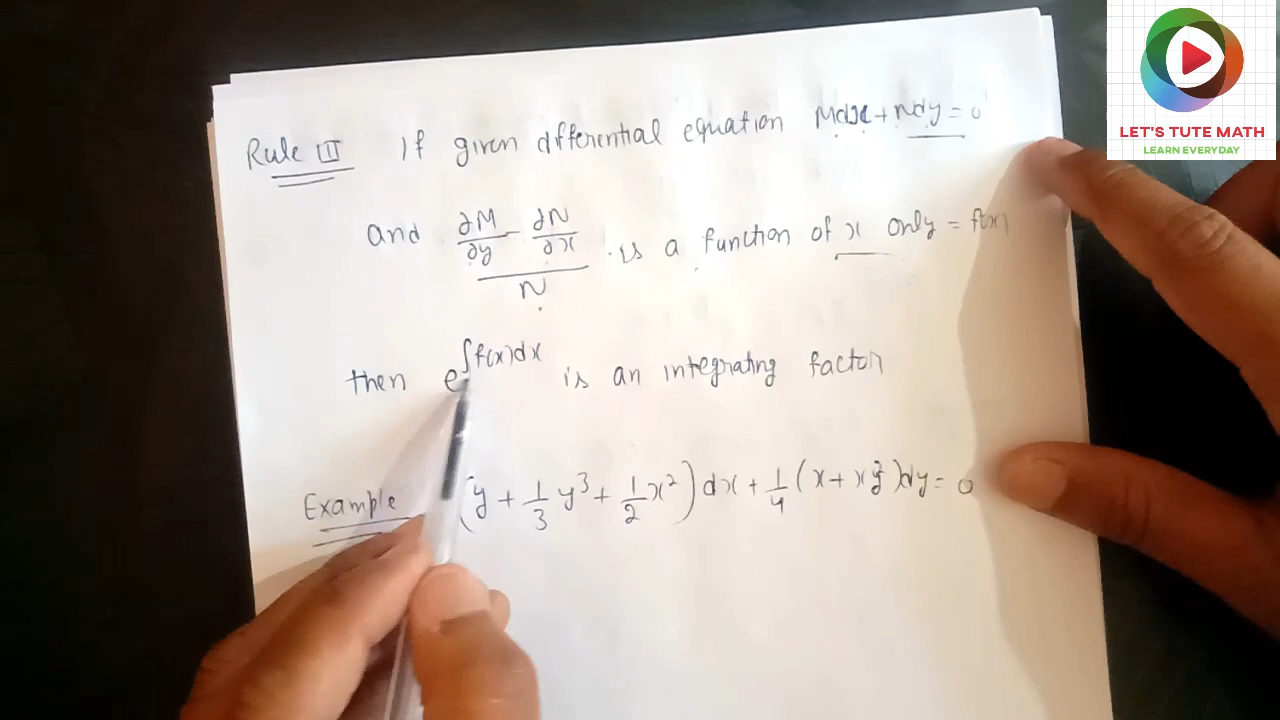 LET'S TUTE MATH
LEARN EVERYDAY
Rule III If given differential equation Mdx + Ndy = 0
And ∂M/∂y - ∂N/∂x / N is a function of x only = f(x)
then e^∫f(x)dx is an integrating factor
Example (y + 1/3 y³ + 1/2 x²) dx + 1/4 (x + xy²) dy = 0